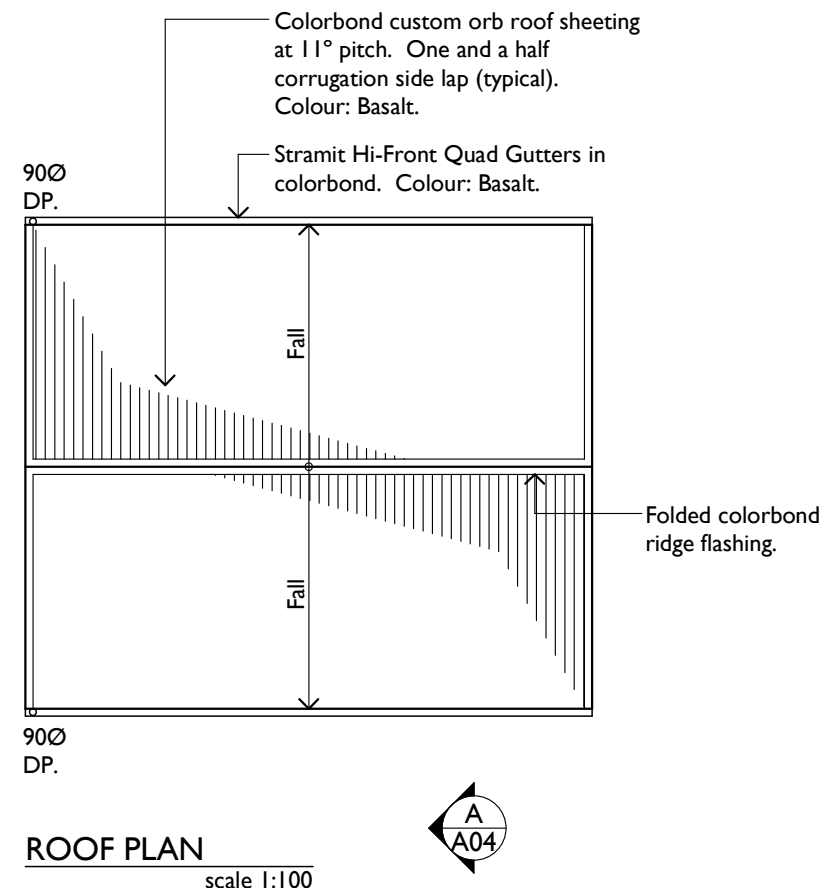 Colorbond custom orb roof sheeting
at 11° pitch. One and a half
corrugation side lap (typical).
Colour: Basalt.
Stramit Hi-Front Quad Gutters in
colorbond. Colour: Basalt.
90Ø
DP.
Fall
Folded colorbond
ridge flashing.
Fall
90Ø
DP.
A
A04
ROOF PLAN
scale 1:100